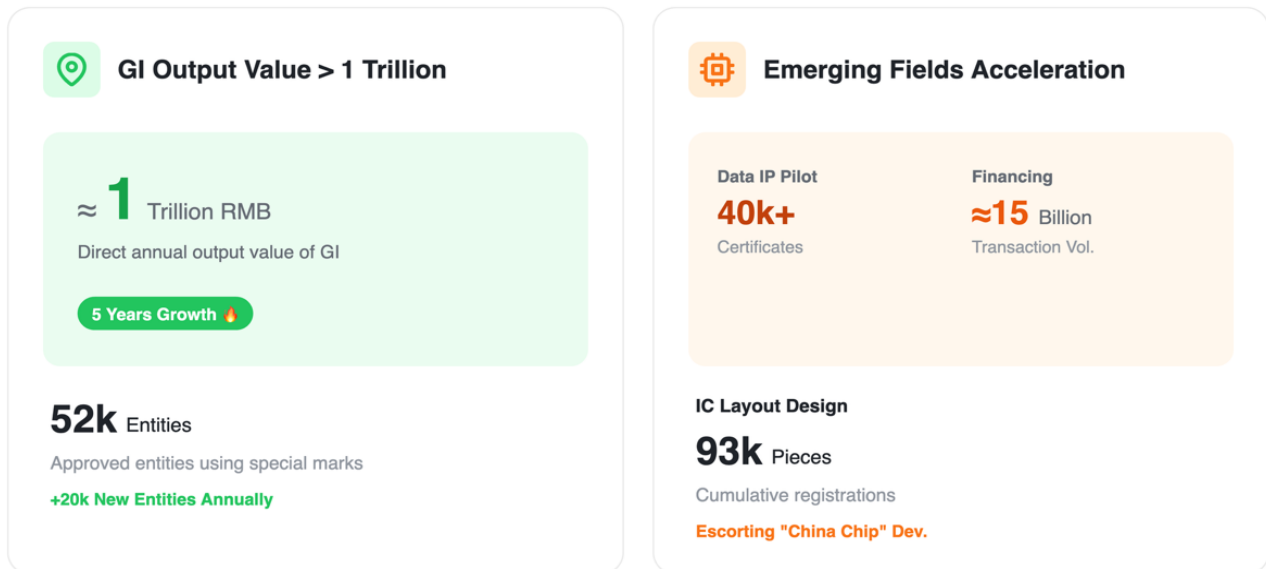 GI Output Value > 1 Trillion
≈ 1 Trillion RMB
Direct annual output value of GI
5 Years Growth 🔥
52k Entities
Approved entities using special marks
+20k New Entities Annually
Emerging Fields Acceleration
Data IP Pilot
40k+
Certificates
Financing
≈15 Billion
Transaction Vol.
IC Layout Design
93k Pieces
Cumulative registrations
Escorting "China Chip" Dev.